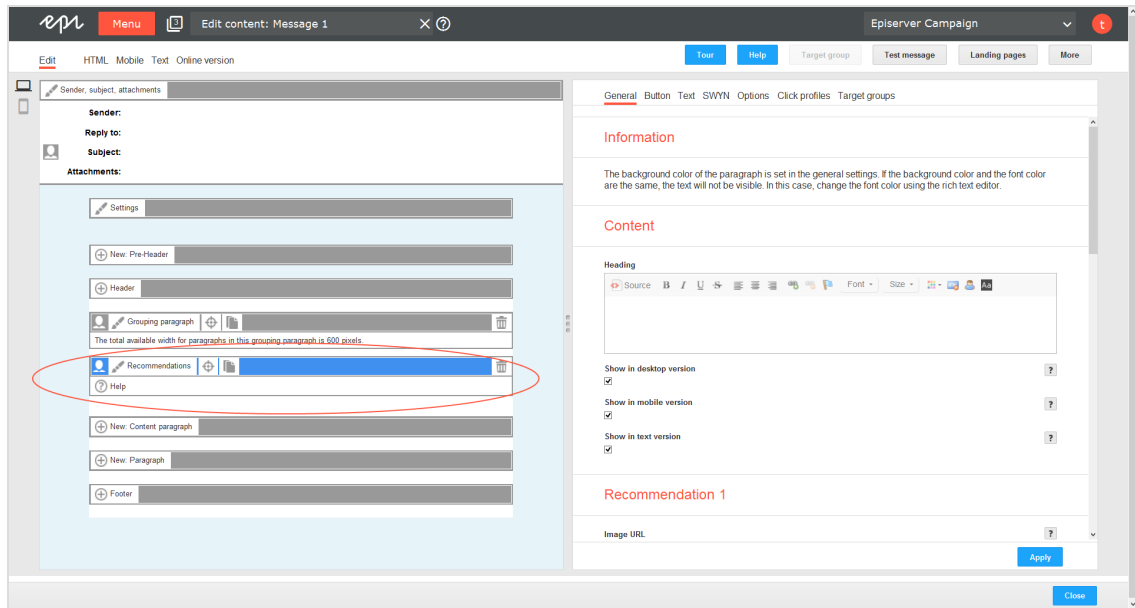 epi Menu 3 Edit content: Message 1 Episerver Campaign t
Edit HTML Mobile Text Online version Tour Help Target group Test message Landing pages More
Sender, subject, attachments
Sender:
Reply to:
Subject:
Attachments:
Settings
New: Pre-Header
Header
Grouping paragraph
The total available width for paragraphs in this grouping paragraph is 600 pixels.
Recommendations
? Help
New: Content paragraph
New: Paragraph
Footer
General Button Text SWYN Options Click profiles Target groups
Information
The background color of the paragraph is set in the general settings. If the background color and the font color
are the same, the text will not be visible. In this case, change the font color using the rich text editor.
Content
Heading
Source B I U S Font Size Aa
Show in desktop version ?
Show in mobile version ?
Show in text version ?
Recommendation 1
Image URL ?
Apply
Close